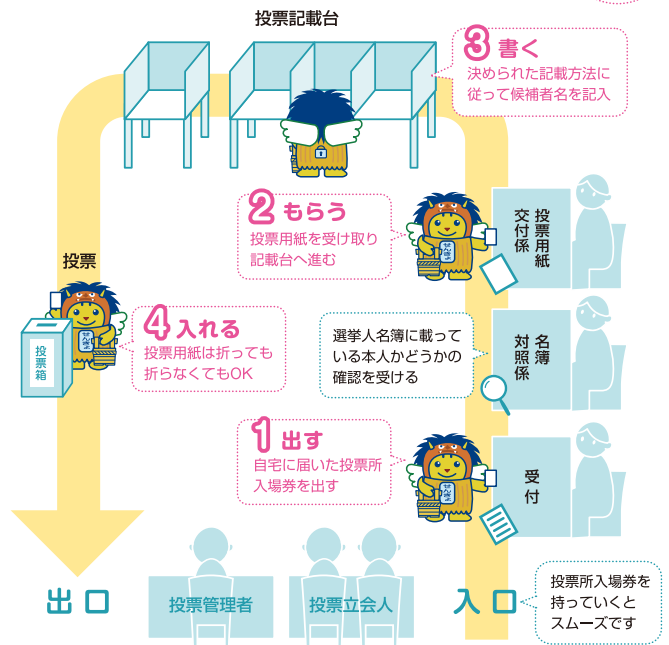 投票記載台
3 書く
決められた記載方法に
従って候補者名を記入
2 もらう
投票用紙を受け取り
記載台へ進む
投票用紙
交付係
投票
投票箱
4 入れる
投票用紙は折っても
折らなくてもOK
選挙人名簿に載って
いる本人かどうかの
確認を受ける
名簿
対照係
1 出す
自宅に届いた投票所
入場券を出す
受付
出口
投票管理者
投票立会人
入口
投票所入場券を
持っていくと
スムーズです